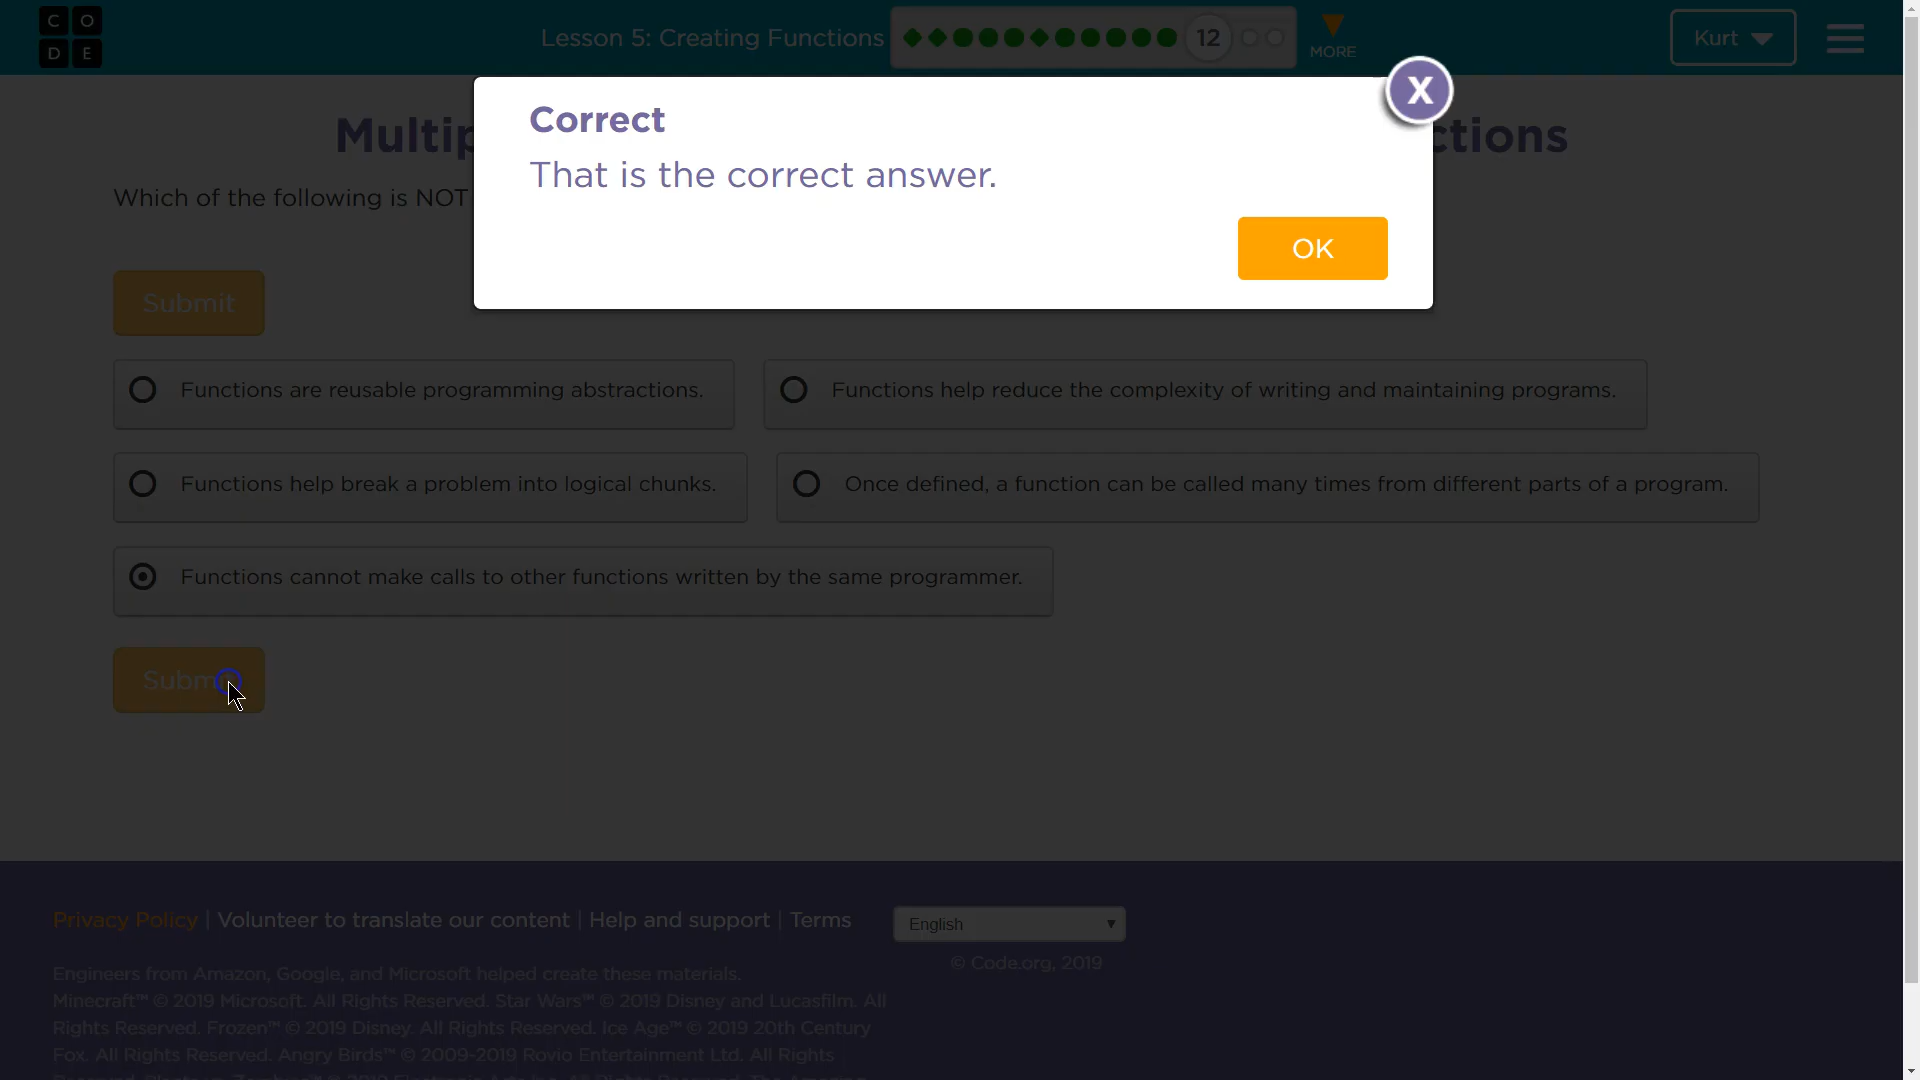 C O
D E
Lesson 5: Creating Functions
12
MORE
Kurt
Correct
X
That is the correct answer.
OK
Multip
ctions
Which of the following is NOT
Submit
Functions are reusable programming abstractions.
Functions help reduce the complexity of writing and maintaining programs.
Functions help break a problem into logical chunks.
Once defined, a function can be called many times from different parts of a program.
Functions cannot make calls to other functions written by the same programmer.
Subm
Privacy Policy | Volunteer to translate our content | Help and support | Terms
English
© Code.org, 2019
Engineers from Amazon, Google, and Microsoft helped create these materials.
Minecraft™ © 2019 Microsoft. All Rights Reserved. Star Wars™ © 2019 Disney and Lucasfilm. All
Rights Reserved. Frozen™ © 2019 Disney. All Rights Reserved. Ice Age™ © 2019 20th Century
Fox. All Rights Reserved. Angry Birds™ © 2009-2019 Rovio Entertainment Ltd. All Rights